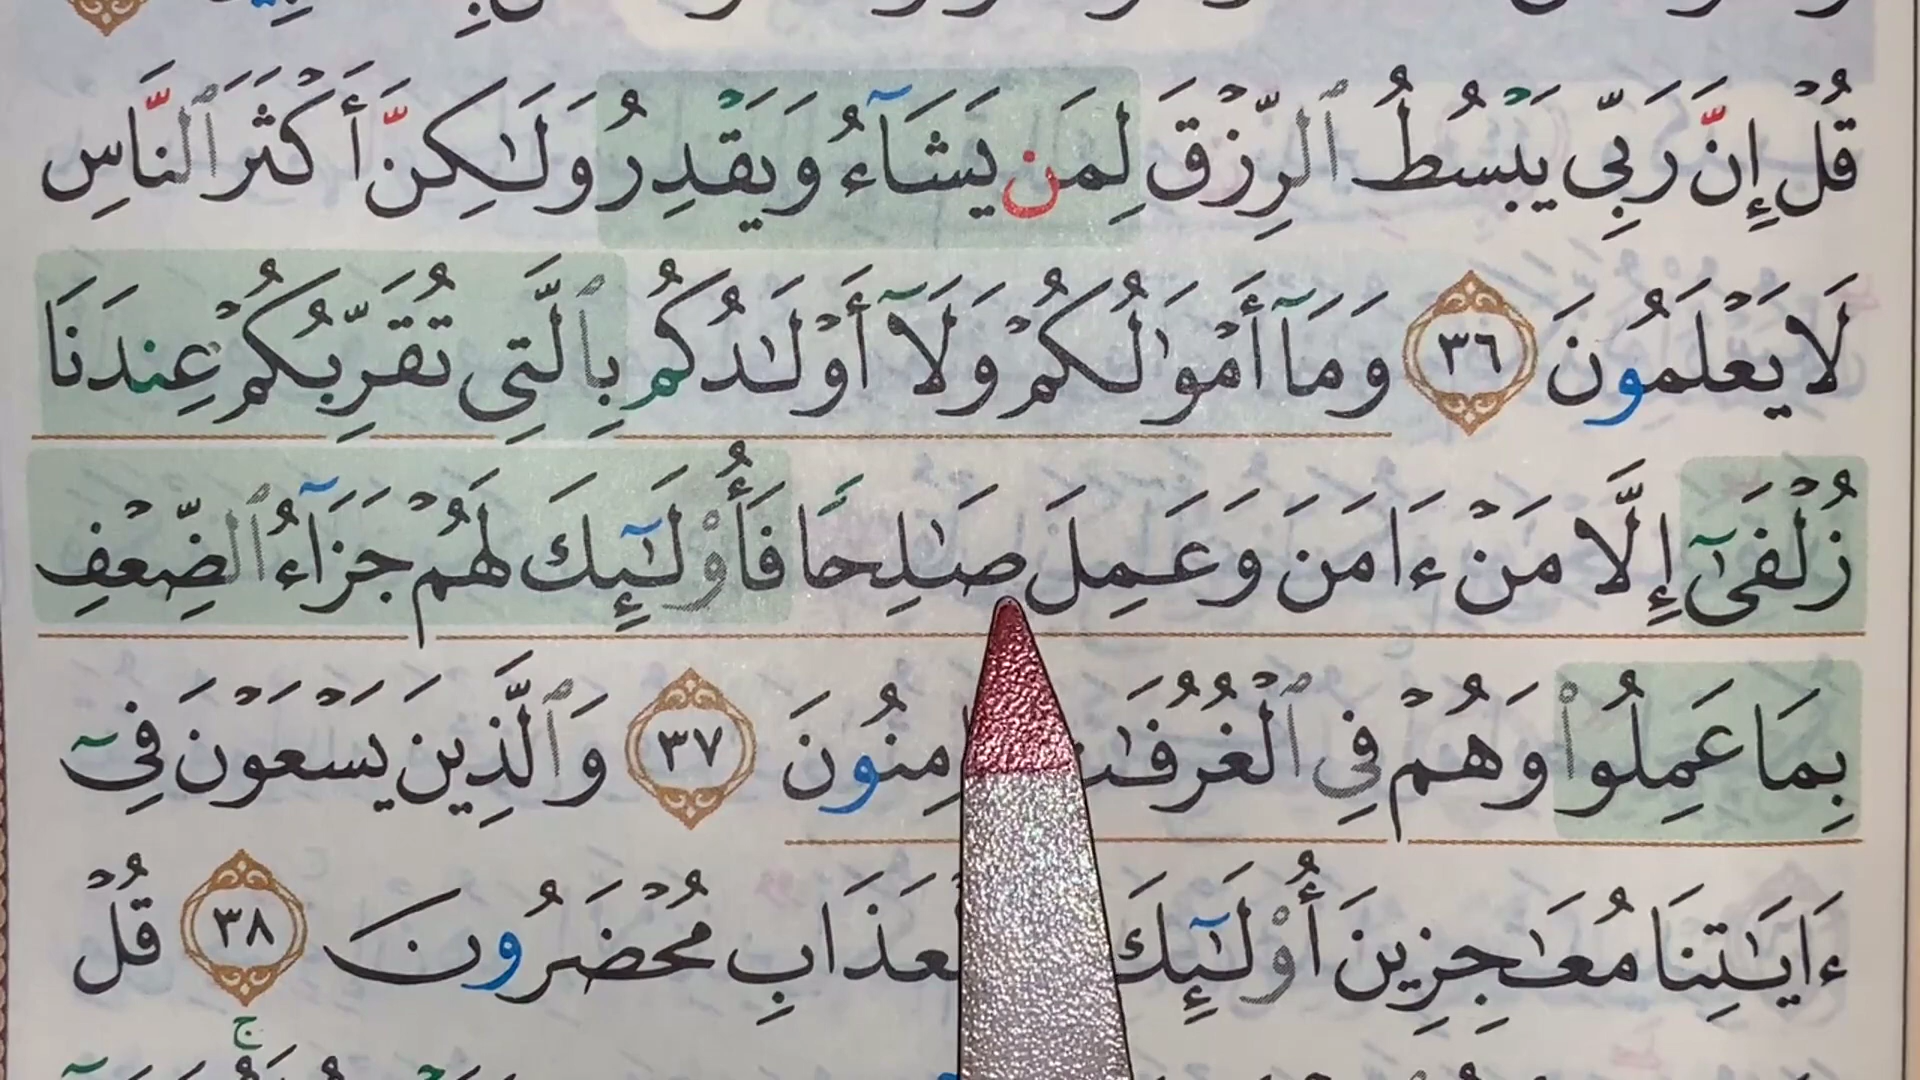 قُلْ إِنَّ رَبِّى يَبْسُطُ ٱلرِّزْقَ لِمَن يَشَآءُ وَيَقْدِرُ وَلَـٰكِنَّ أَكْثَرَ ٱلنَّاسِ
لَا يَعْلَمُونَ ٣٦ وَمَآ أَمْوَٰلُكُمْ وَلَآ أَوْلَـٰدُكُم بِٱلَّتِى تُقَرِّبُكُمْ عِندَنَا
زُلْفَىٰٓ إِلَّا مَنْ ءَامَنَ وَعَمِلَ صَـٰلِحًا فَأُو۟لَـٰٓئِكَ لَهُمْ جَزَآءُ ٱلضِّعْفِ
بِمَا عَمِلُوا۟ وَهُمْ فِى ٱلْغُرُفَـٰتِ ءَامِنُونَ ٣٧ وَٱلَّذِينَ يَسْعَوْنَ فِىٓ
ءَايَـٰتِنَا مُعَـٰجِزِينَ أُو۟لَـٰٓئِكَ ٱلْعَذَابِ مُحْضَرُونَ ٣٨ قُلْ